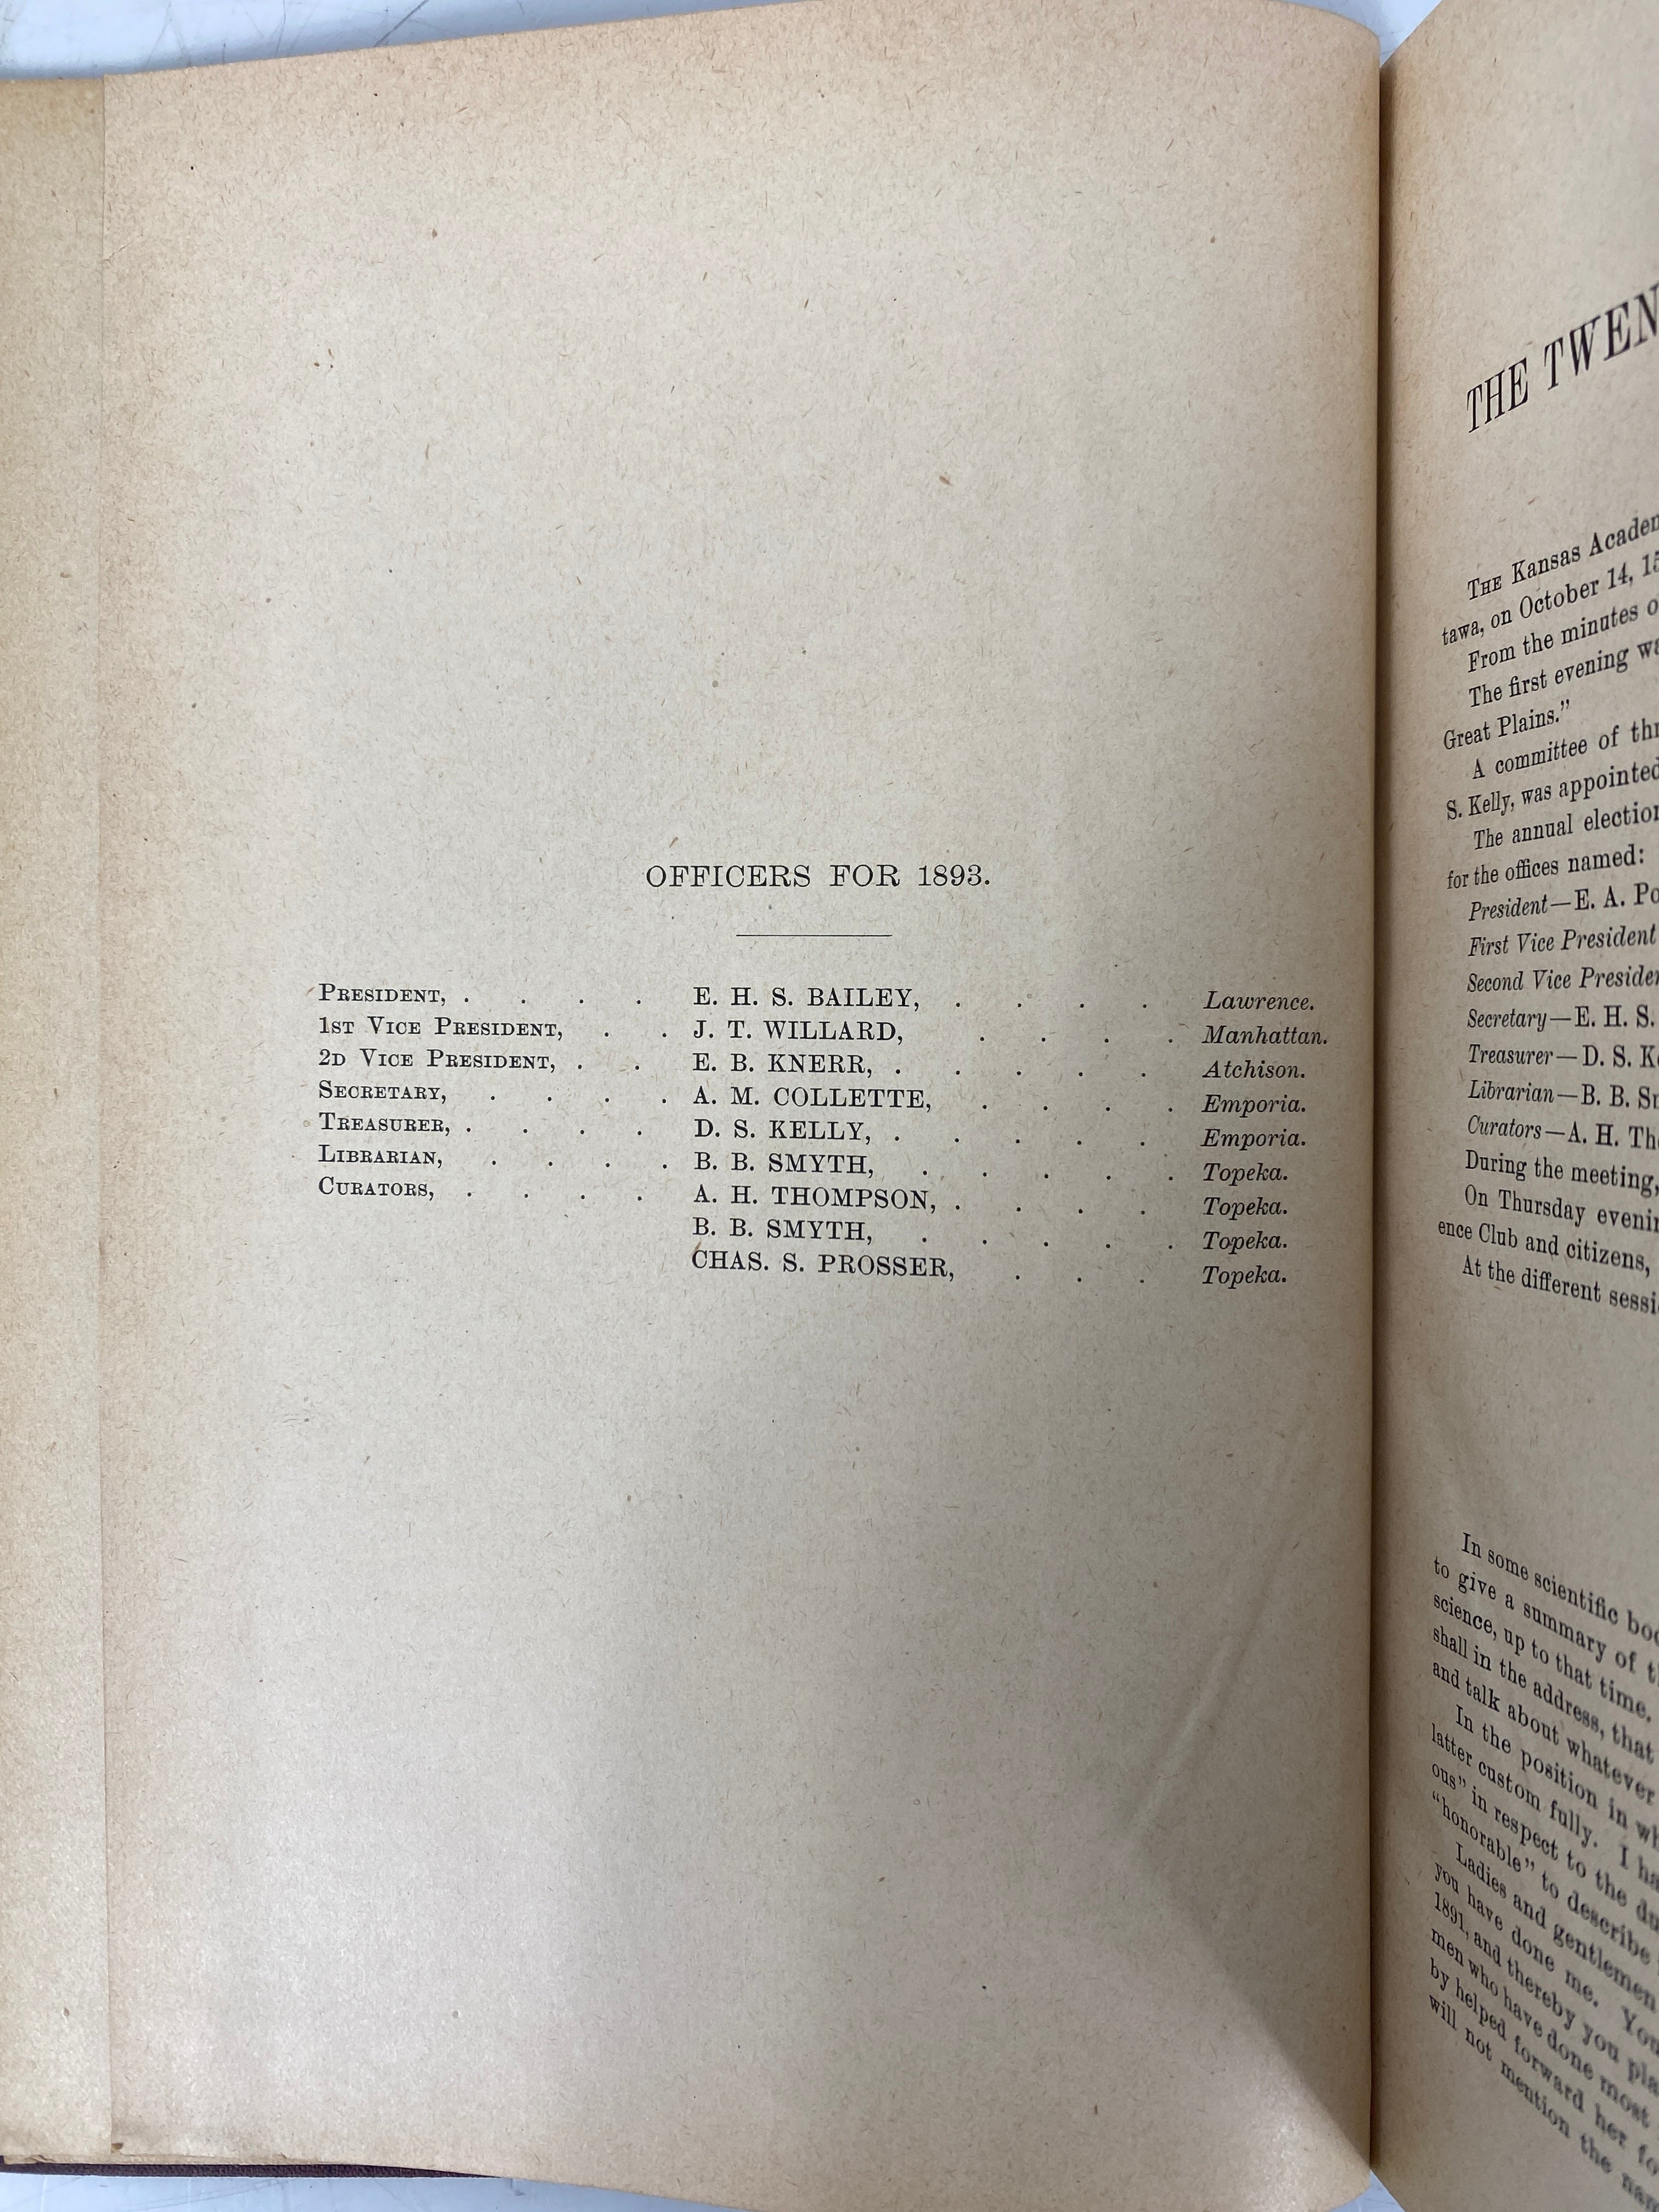 OFFICERS FOR 1893.
PRESIDENT, . . . . E. H. S. BAILEY, . . . . Lawrence.
1ST VICE PRESIDENT, . . J. T. WILLARD, . . . . Manhattan.
2D VICE PRESIDENT, . . E. B. KNERR, . . . . . Atchison.
SECRETARY, . . . . A. M. COLLETTE, . . . . Emporia.
TREASURER, . . . . D. S. KELLY, . . . . . Emporia.
LIBRARIAN, . . . . B. B. SMYTH, . . . . . Topeka.
CURATORS, . . . . A. H. THOMPSON, . . . . Topeka.
B. B. SMYTH, . . . . . Topeka.
CHAS. S. PROSSER, . . . Topeka.
THE
THE Kansas
tawa, on October 14,
From the minutes
The first evening
Great Plains."
A committee of
S. Kelly, was appointed
The annual election
for the offices named:
President—E. A.
First Vice President
Second Vice
Secretary—E. H. S.
Treasurer—D. S.
Librarian—B. B.
Curators—A. H.
During the meeting,
On Thursday
ence Club and citizens,
At the different
In some scientific
to give a summary of
science, up to that time.
shall in the address, that
and talk about whatever
In the position in
latter custom fully. I
ous" in respect to the
"honorable" to describe
Ladies and gentlemen
you have done me.
1891, and thereby you
men who have done most
by helped forward her
will not mention the